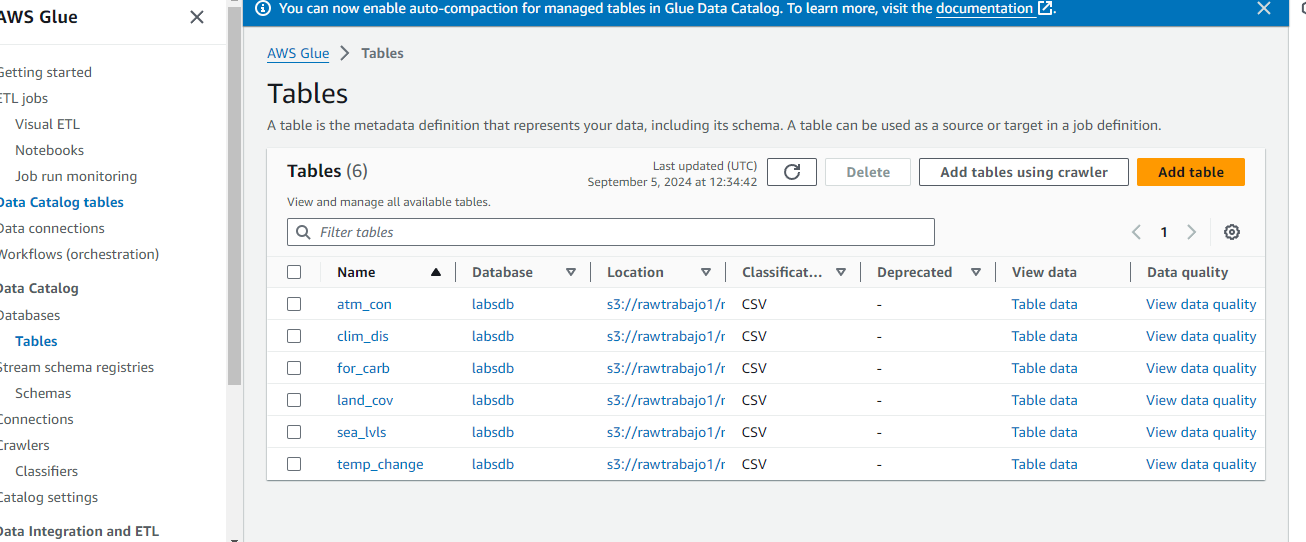 AWS Glue
Getting started
ETL jobs
Visual ETL
Notebooks
Job run monitoring
Data Catalog tables
Data connections
Workflows (orchestration)
Data Catalog
Databases
Tables
Stream schema registries
Schemas
Connections
Crawlers
Classifiers
Catalog settings
Data Integration and ETL
You can now enable auto-compaction for managed tables in Glue Data Catalog. To learn more, visit the documentation.
AWS Glue > Tables
Tables
A table is the metadata definition that represents your data, including its schema. A table can be used as a source or target in a job definition.
Tables (6)
Last updated (UTC)
September 5, 2024 at 12:34:42
Delete
Add tables using crawler
Add table
View and manage all available tables.
Filter tables
1
Name Database Location Classificat... Deprecated View data Data quality
atm_con labsdb s3://rawtrabajo1/r CSV - Table data View data quality
clim_dis labsdb s3://rawtrabajo1/r CSV - Table data View data quality
for_carb labsdb s3://rawtrabajo1/r CSV - Table data View data quality
land_cov labsdb s3://rawtrabajo1/r CSV - Table data View data quality
sea_lvls labsdb s3://rawtrabajo1/r CSV - Table data View data quality
temp_change labsdb s3://rawtrabajo1/r CSV - Table data View data quality